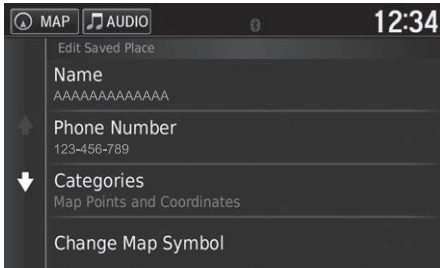 MAP AUDIO 12:34
Edit Saved Place
Name
AAAAAAAAAAAAA
Phone Number
123-456-789
Categories
Map Points and Coordinates
Change Map Symbol